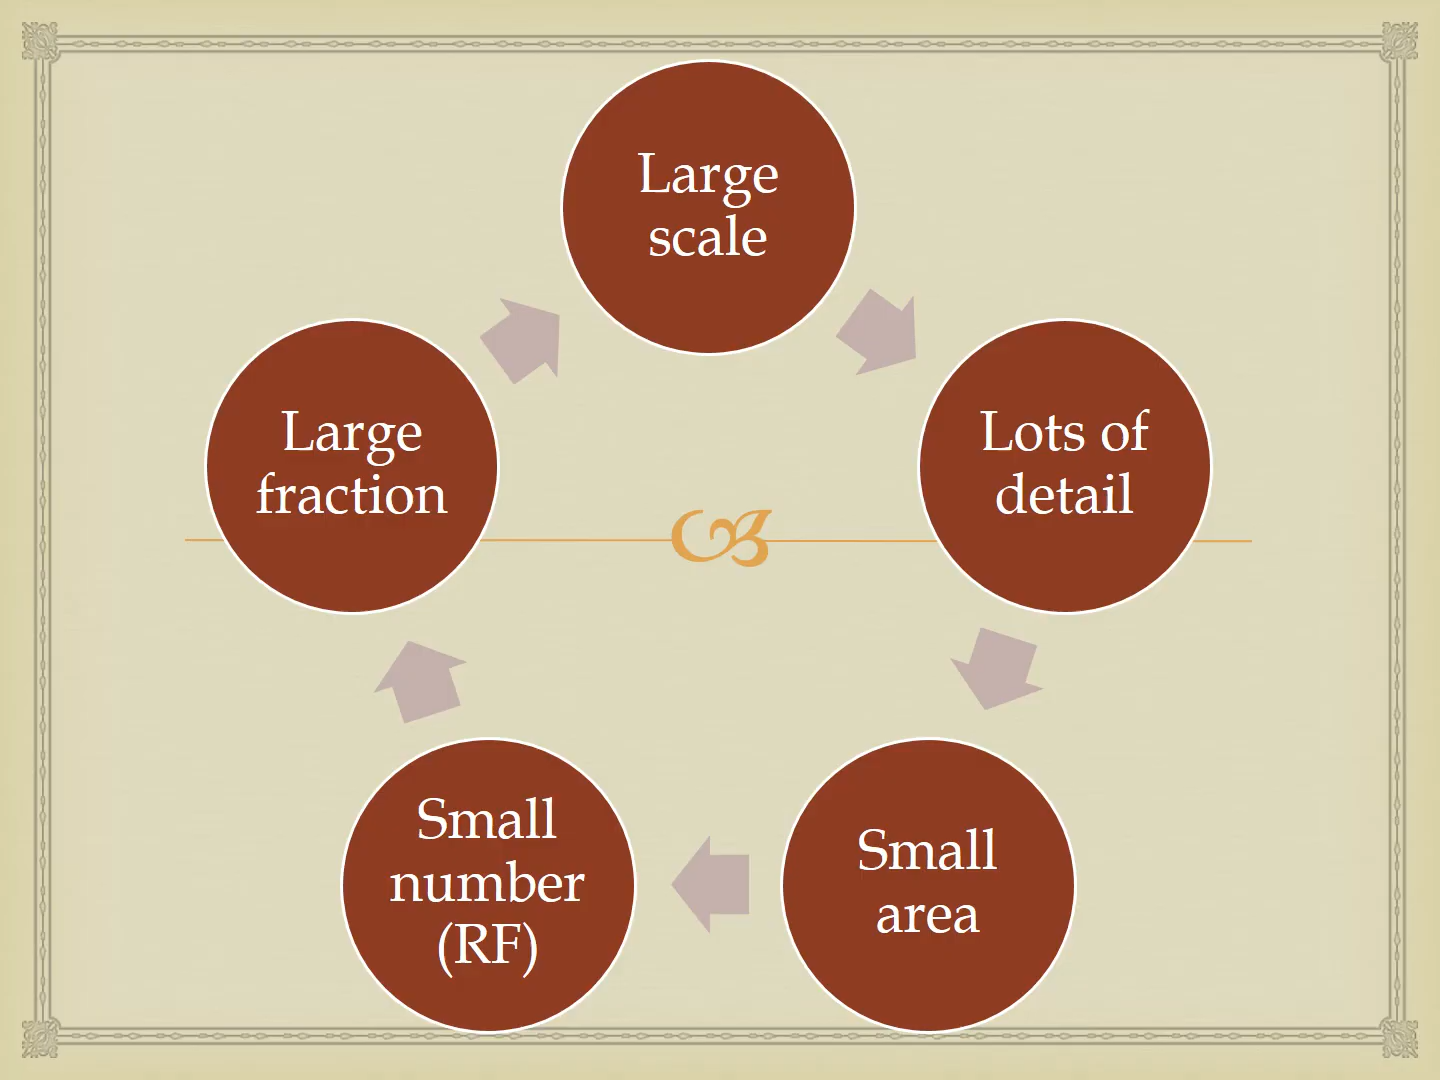 Large
scale
Lots of
detail
Small
area
Small
number
(RF)
Large
fraction